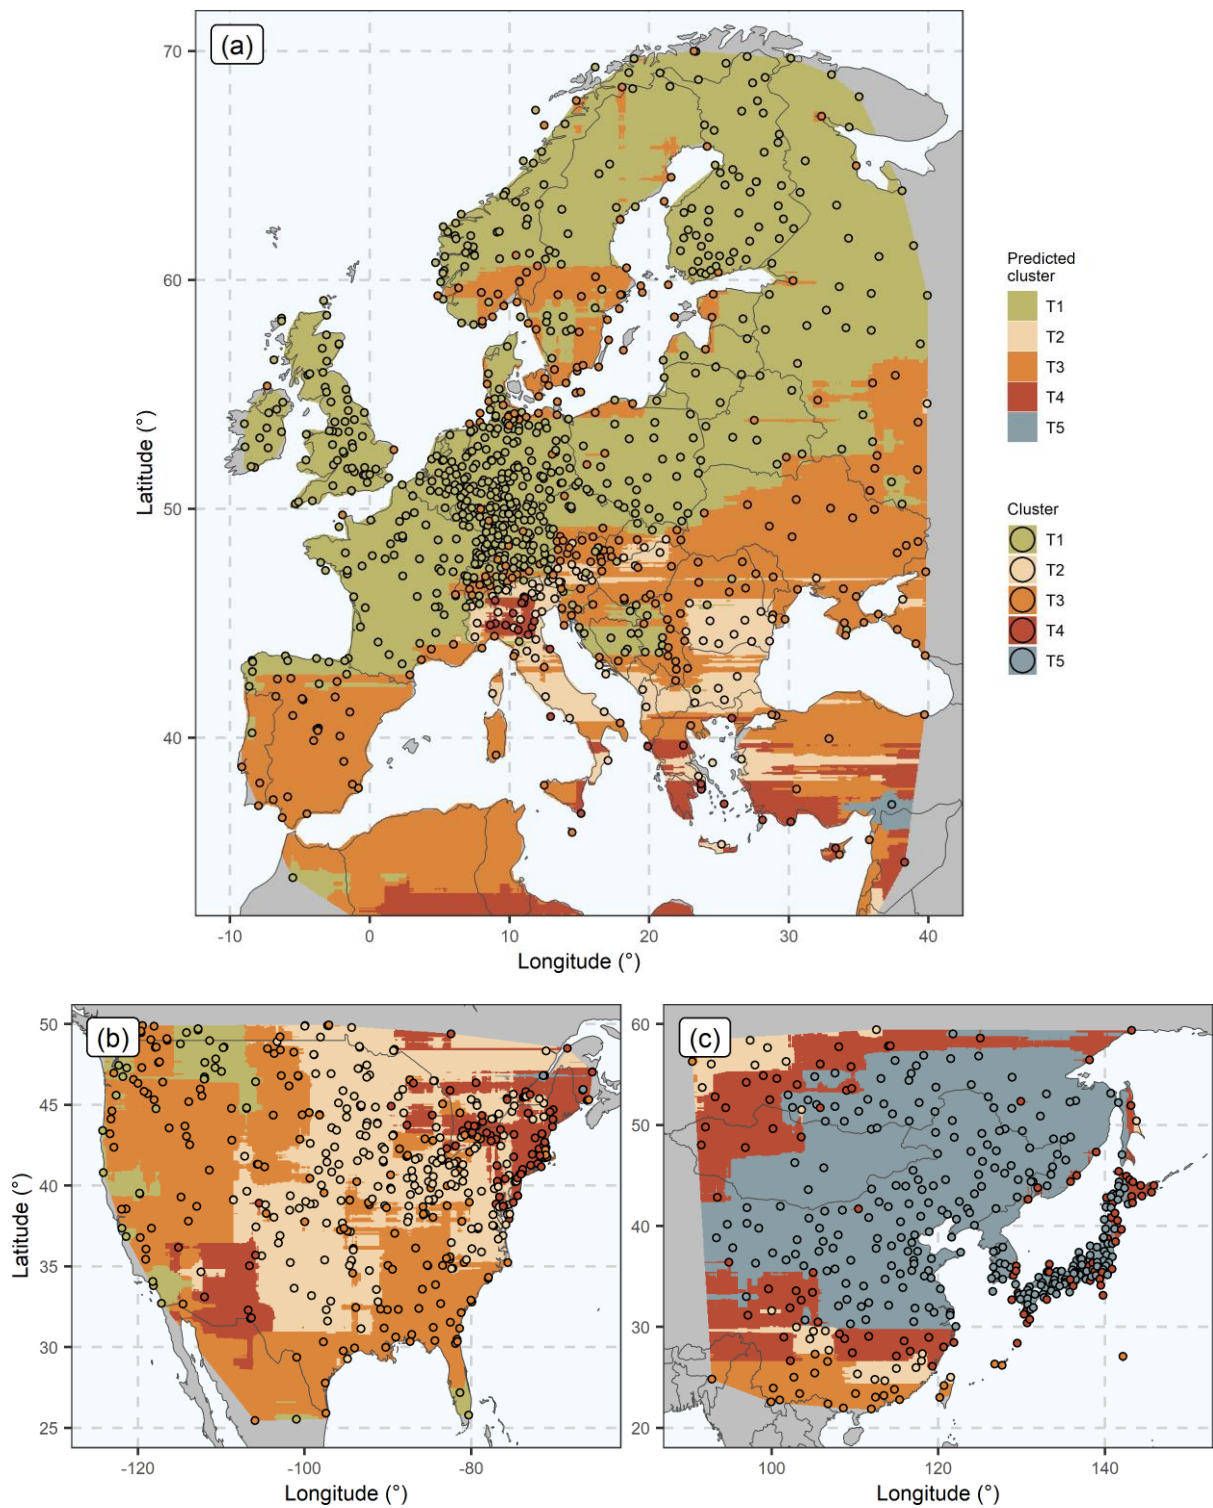 (a)
70
60
50
40
Latitude (°)
-10
0
10
20
30
40
Longitude (°)
Predicted
cluster
T1
T2
T3
T4
T5
Cluster
T1
T2
T3
T4
T5
(b)
50
45
40
35
30
25
Latitude (°)
-120
-100
-80
Longitude (°)
(c)
60
50
40
30
20
100
120
140
Longitude (°)